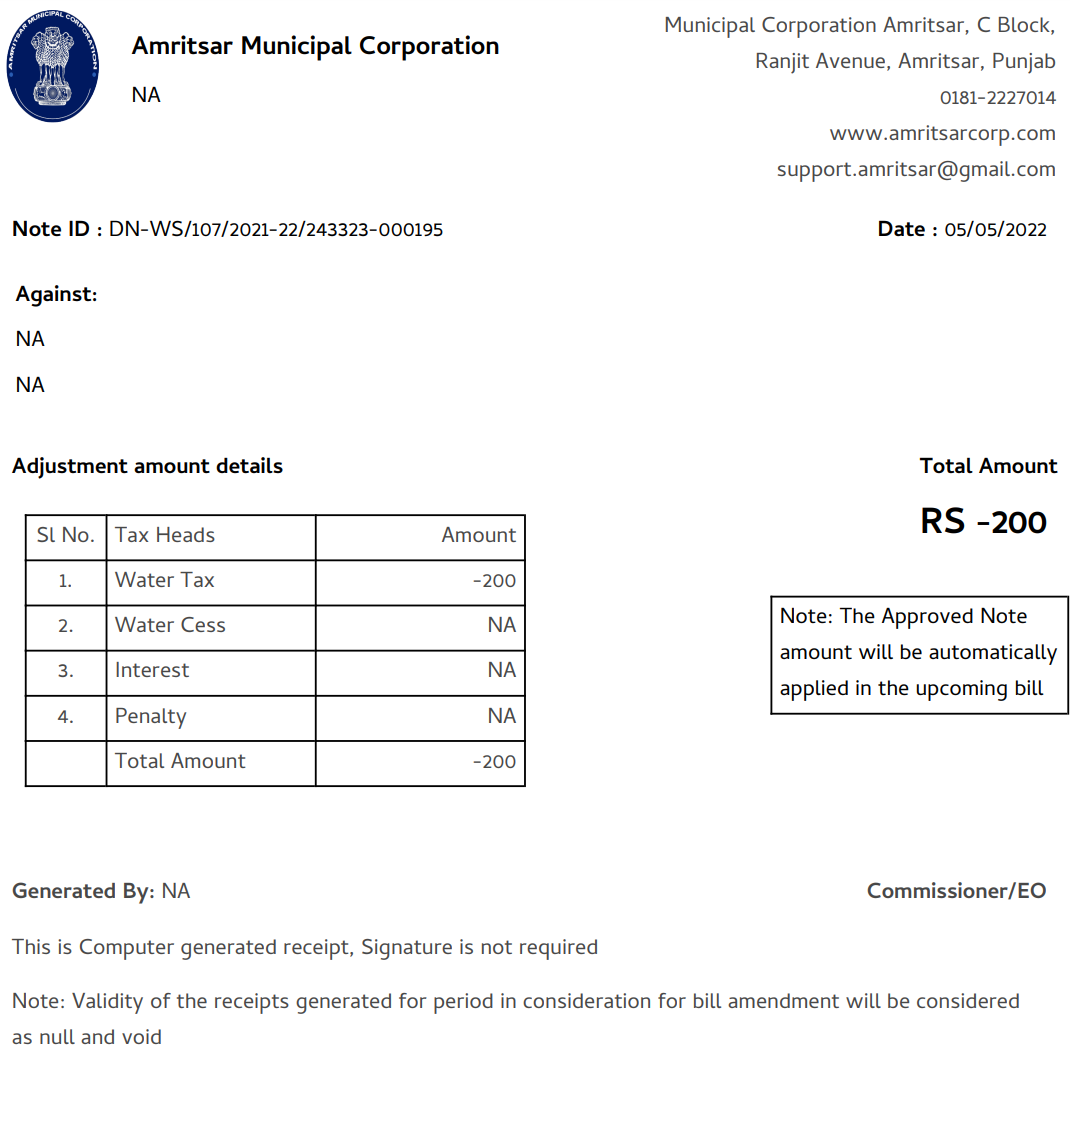 AMRITSAR MUNICIPAL CORPORATION
Amritsar Municipal Corporation
NA
Municipal Corporation Amritsar, C Block,
Ranjit Avenue, Amritsar, Punjab
0181-2227014
www.amritsarcorp.com
support.amritsar@gmail.com
Note ID : DN-WS/107/2021-22/243323-000195
Date : 05/05/2022
Against:
NA
NA
Adjustment amount details
Sl No. Tax Heads Amount
1. Water Tax -200
2. Water Cess NA
3. Interest NA
4. Penalty NA
Total Amount -200
Total Amount
RS -200
Note: The Approved Note
amount will be automatically
applied in the upcoming bill
Generated By: NA
Commissioner/EO
This is Computer generated receipt, Signature is not required
Note: Validity of the receipts generated for period in consideration for bill amendment will be considered
as null and void